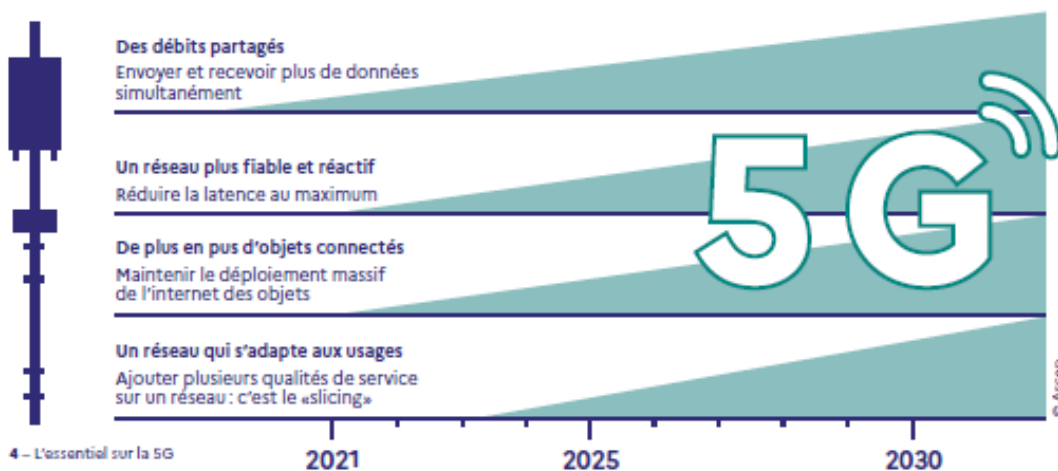 Des débits partagés
Envoyer et recevoir plus de données
simultanément
Un réseau plus fiable et réactif
Réduire la latence au maximum
De plus en pus d'objets connectés
Maintenir le déploiement massif
de l'internet des objets
Un réseau qui s'adapte aux usages
Ajouter plusieurs qualités de service
sur un réseau : c'est le «slicing»
5G
© Arcep
4 – L'essentiel sur la 5G
2021 2025 2030